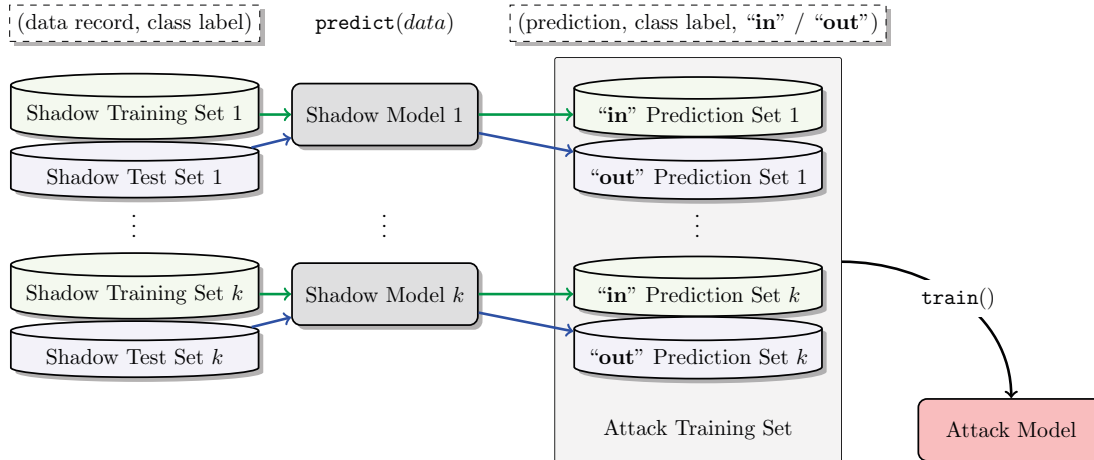 (data record, class label)
predict(data)
(prediction, class label, “in” / “out”)
Shadow Training Set 1
Shadow Model 1
“in” Prediction Set 1
Shadow Test Set 1
“out” Prediction Set 1
Shadow Training Set k
Shadow Model k
“in” Prediction Set k
Shadow Test Set k
“out” Prediction Set k
train()
Attack Training Set
Attack Model